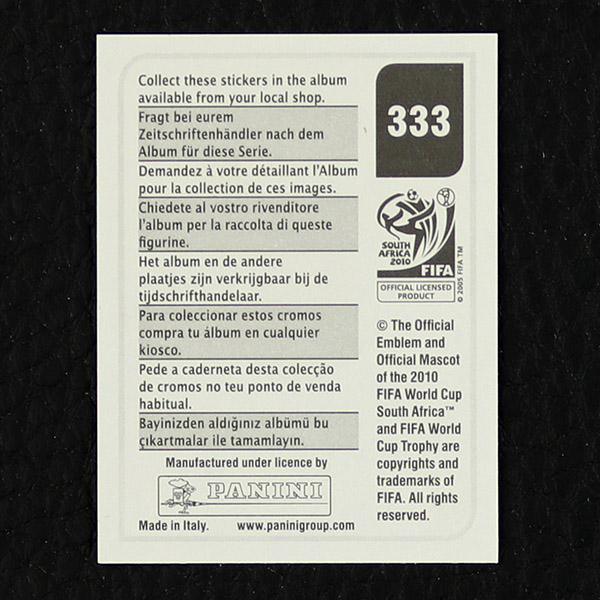 Collect these stickers in the album
available from your local shop.
Fragt bei eurem
Zeitschriftenhändler nach dem
Album für diese Serie.
Demandez à votre détaillant l'Album
pour la collection de ces images.
Chiedete al vostro rivenditore
l'album per la raccolta di queste
figurine.
Het album en de andere
plaatjes zijn verkrijgbaar bij de
tijdschrifthandelaar.
Para coleccionar estos cromos
compra tu álbum en cualquier
kiosco.
Pede a caderneta desta colecção
de cromos no teu ponto de venda
habitual.
Bayinizden aldığınız albümü bu
çıkartmalar ile tamamlayın.
Manufactured under licence by
PANINI
Made in Italy. www.paninigroup.com
333
SOUTH
AFRICA
2010
FIFA
OFFICIAL LICENSED
PRODUCT
© 2005 FIFA TM
© The Official
Emblem and
Official Mascot
of the 2010
FIFA World Cup
South Africa™
and FIFA World
Cup Trophy are
copyrights and
trademarks of
FIFA. All rights
reserved.